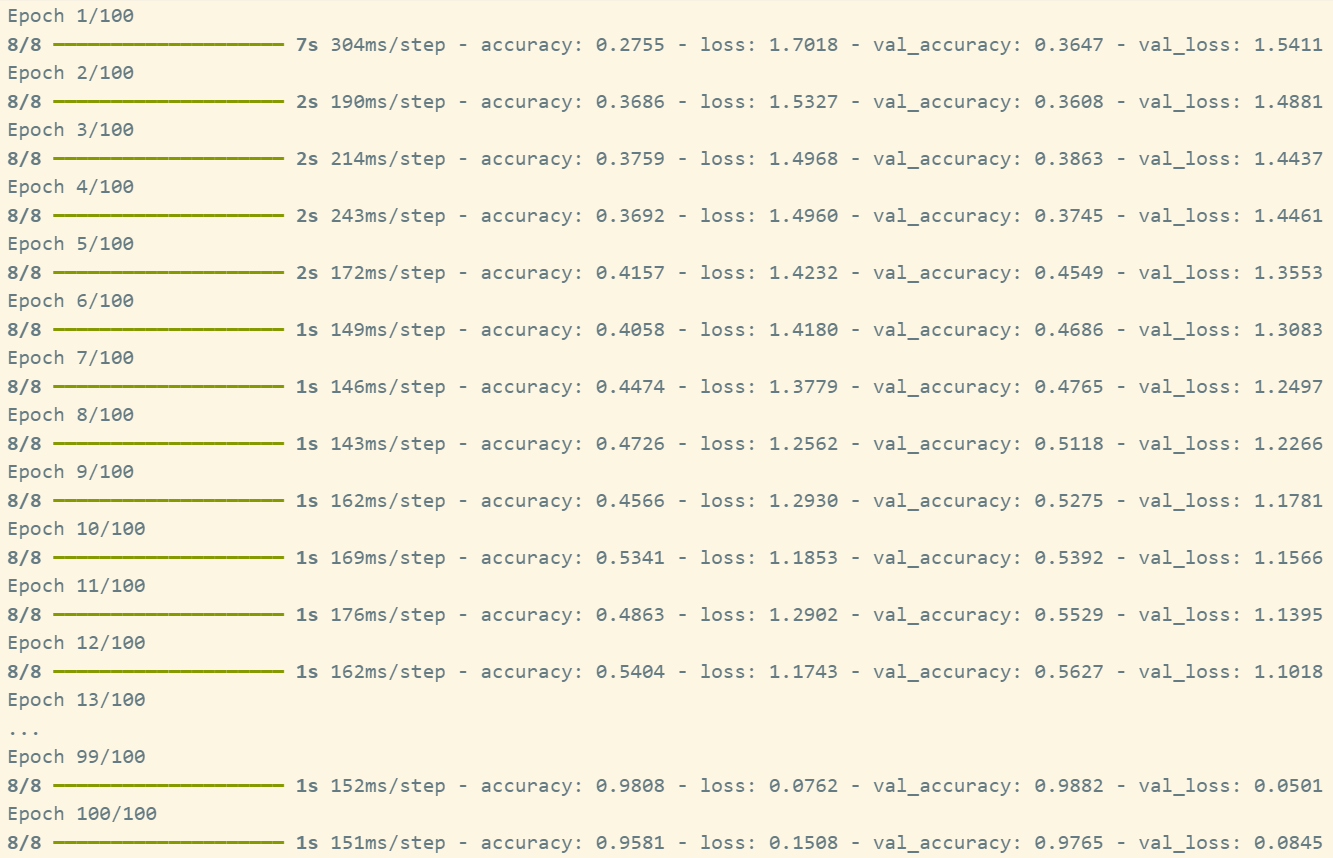 Epoch 1/100
8/8 ━━━━━━━━━━━━━━━━━━━━ 7s 304ms/step - accuracy: 0.2755 - loss: 1.7018 - val_accuracy: 0.3647 - val_loss: 1.5411
Epoch 2/100
8/8 ━━━━━━━━━━━━━━━━━━━━ 2s 190ms/step - accuracy: 0.3686 - loss: 1.5327 - val_accuracy: 0.3608 - val_loss: 1.4881
Epoch 3/100
8/8 ━━━━━━━━━━━━━━━━━━━━ 2s 214ms/step - accuracy: 0.3759 - loss: 1.4968 - val_accuracy: 0.3863 - val_loss: 1.4437
Epoch 4/100
8/8 ━━━━━━━━━━━━━━━━━━━━ 2s 243ms/step - accuracy: 0.3692 - loss: 1.4960 - val_accuracy: 0.3745 - val_loss: 1.4461
Epoch 5/100
8/8 ━━━━━━━━━━━━━━━━━━━━ 2s 172ms/step - accuracy: 0.4157 - loss: 1.4232 - val_accuracy: 0.4549 - val_loss: 1.3553
Epoch 6/100
8/8 ━━━━━━━━━━━━━━━━━━━━ 1s 149ms/step - accuracy: 0.4058 - loss: 1.4180 - val_accuracy: 0.4686 - val_loss: 1.3083
Epoch 7/100
8/8 ━━━━━━━━━━━━━━━━━━━━ 1s 146ms/step - accuracy: 0.4474 - loss: 1.3779 - val_accuracy: 0.4765 - val_loss: 1.2497
Epoch 8/100
8/8 ━━━━━━━━━━━━━━━━━━━━ 1s 143ms/step - accuracy: 0.4726 - loss: 1.2562 - val_accuracy: 0.5118 - val_loss: 1.2266
Epoch 9/100
8/8 ━━━━━━━━━━━━━━━━━━━━ 1s 162ms/step - accuracy: 0.4566 - loss: 1.2930 - val_accuracy: 0.5275 - val_loss: 1.1781
Epoch 10/100
8/8 ━━━━━━━━━━━━━━━━━━━━ 1s 169ms/step - accuracy: 0.5341 - loss: 1.1853 - val_accuracy: 0.5392 - val_loss: 1.1566
Epoch 11/100
8/8 ━━━━━━━━━━━━━━━━━━━━ 1s 176ms/step - accuracy: 0.4863 - loss: 1.2902 - val_accuracy: 0.5529 - val_loss: 1.1395
Epoch 12/100
8/8 ━━━━━━━━━━━━━━━━━━━━ 1s 162ms/step - accuracy: 0.5404 - loss: 1.1743 - val_accuracy: 0.5627 - val_loss: 1.1018
Epoch 13/100
...
Epoch 99/100
8/8 ━━━━━━━━━━━━━━━━━━━━ 1s 152ms/step - accuracy: 0.9808 - loss: 0.0762 - val_accuracy: 0.9882 - val_loss: 0.0501
Epoch 100/100
8/8 ━━━━━━━━━━━━━━━━━━━━ 1s 151ms/step - accuracy: 0.9581 - loss: 0.1508 - val_accuracy: 0.9765 - val_loss: 0.0845